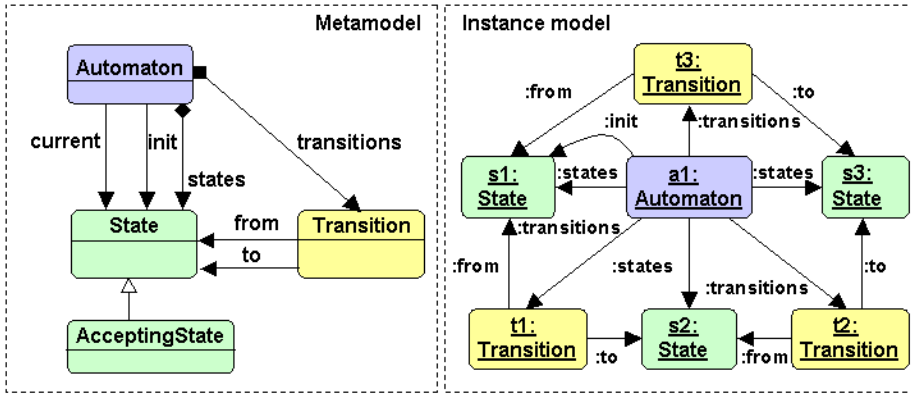 Metamodel
Automaton
current
init
states
transitions
State
from
to
Transition
AcceptingState
Instance model
t3:
Transition
:from
:to
:init
:transitions
s1:
State
:states
a1:
Automaton
:states
s3:
State
:transitions
:from
:states
:to
:transitions
t1:
Transition
:to
s2:
State
:from
t2:
Transition